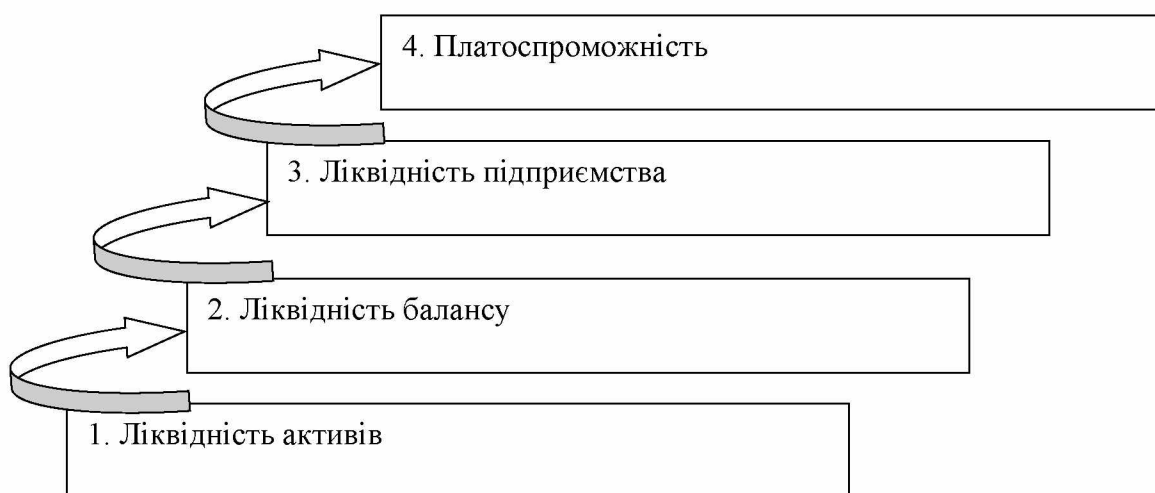 4. Платоспроможність
3. Ліквідність підприємства
2. Ліквідність балансу
1. Ліквідність активів